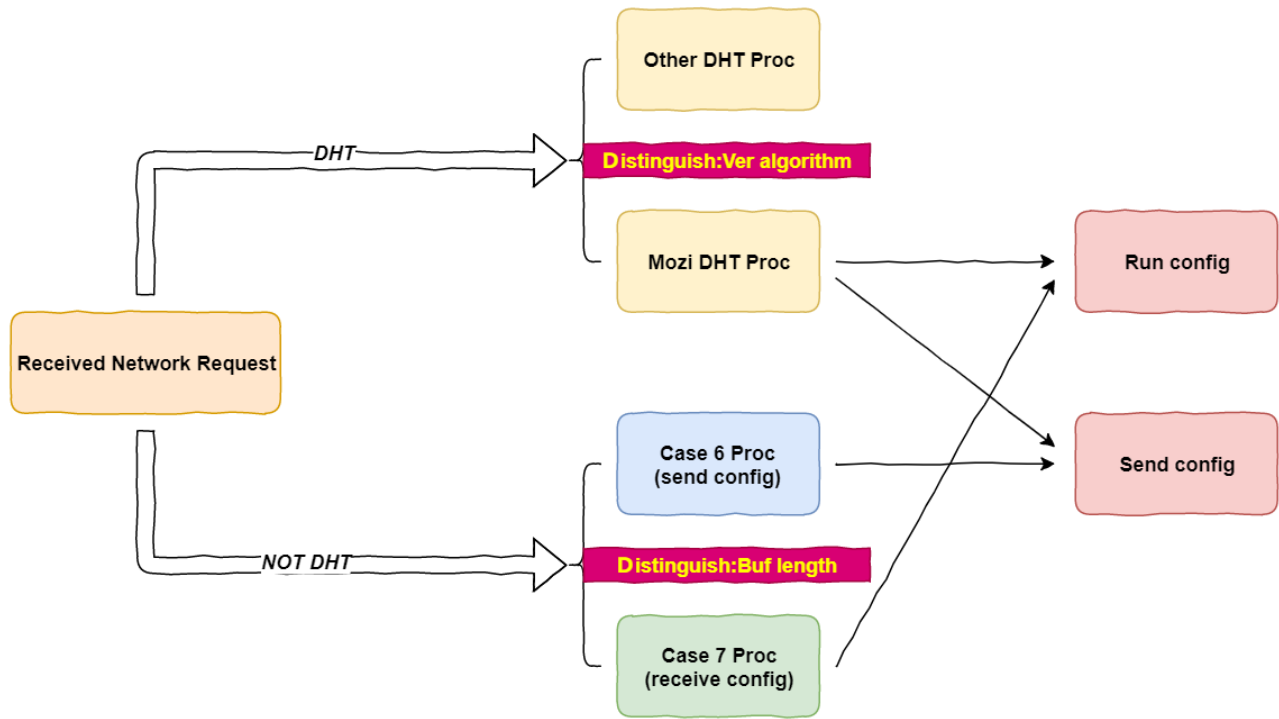 Other DHT Proc
DHT
Distinguish:Ver algorithm
Mozi DHT Proc
Run config
Received Network Request
Case 6 Proc
(send config)
Send config
NOT DHT
Distinguish:Buf length
Case 7 Proc
(receive config)